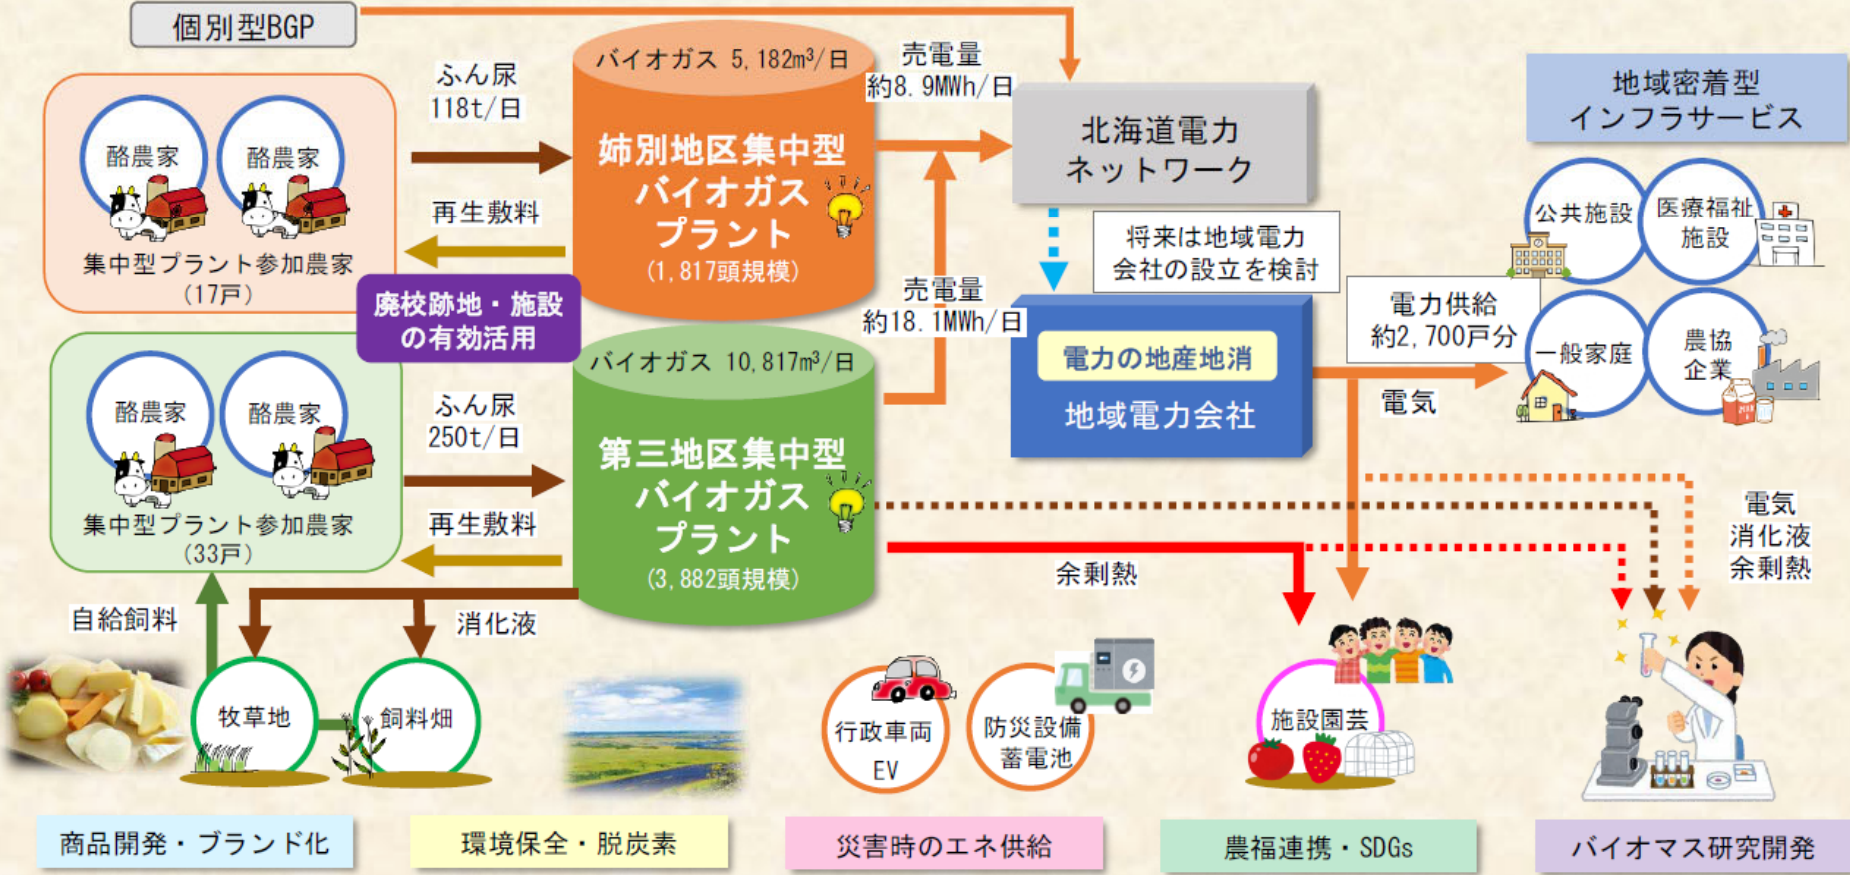 個別型BGP
酪農家
酪農家
集中型プラント参加農家
(17戸)
ふん尿
118t/日
再生敷料
バイオガス 5,182m³/日
姉別地区集中型
バイオガス
プラント
(1,817頭規模)
売電量
約8.9MWh/日
北海道電力
ネットワーク
将来は地域電力
会社の設立を検討
地域密着型
インフラサービス
公共施設
医療福祉
施設
一般家庭
農協
企業
廃校跡地・施設
の有効活用
酪農家
酪農家
集中型プラント参加農家
(33戸)
ふん尿
250t/日
再生敷料
バイオガス 10,817m³/日
第三地区集中型
バイオガス
プラント
(3,882頭規模)
売電量
約18.1MWh/日
電力の地産地消
地域電力会社
電力供給
約2,700戸分
電気
余剰熱
電気
消化液
余剰熱
自給飼料
消化液
牧草地
飼料畑
行政車両
EV
防災設備
蓄電池
施設園芸
商品開発・ブランド化
環境保全・脱炭素
災害時のエネ供給
農福連携・SDGs
バイオマス研究開発